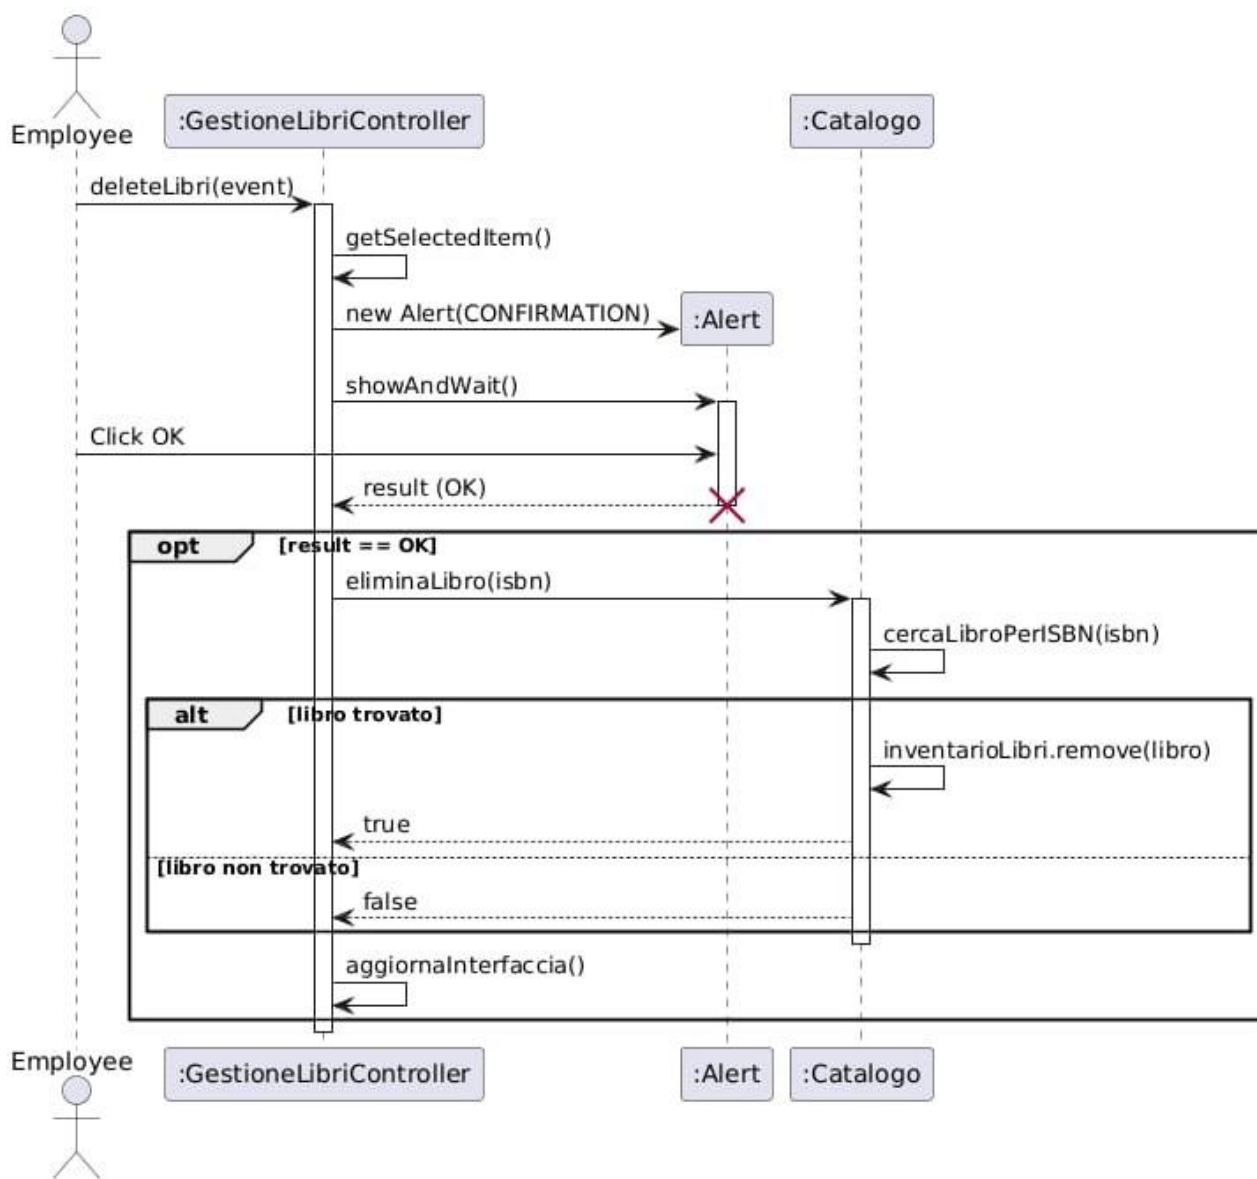 Employee
:GestioneLibriController
:Catalogo
deleteLibri(event)
getSelectedItem()
new Alert(CONFIRMATION)
:Alert
showAndWait()
Click OK
result (OK)
opt
[result == OK]
eliminaLibro(isbn)
cercaLibroPerISBN(isbn)
alt
[libro trovato]
inventarioLibri.remove(libro)
true
[libro non trovato]
false
aggiornaInterfaccia()
Employee
:GestioneLibriController
:Alert
:Catalogo